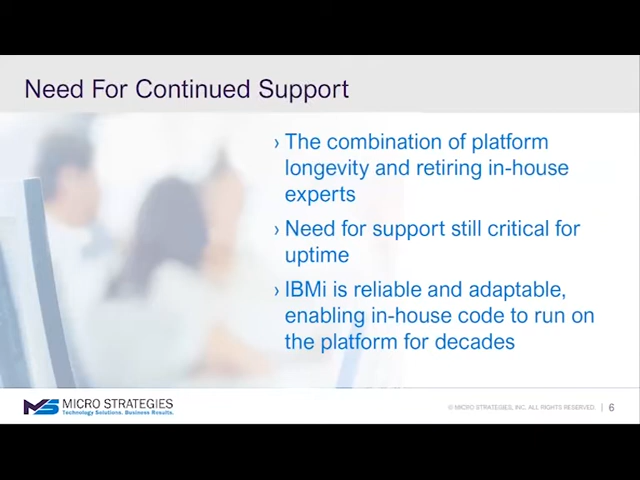 Need For Continued Support
› The combination of platform
longevity and retiring in-house
experts
› Need for support still critical for
uptime
› IBMi is reliable and adaptable,
enabling in-house code to run on
the platform for decades
MS MICRO STRATEGIES
Technology Solutions. Business Results.
© MICRO STRATEGIES, INC. ALL RIGHTS RESERVED. | 6